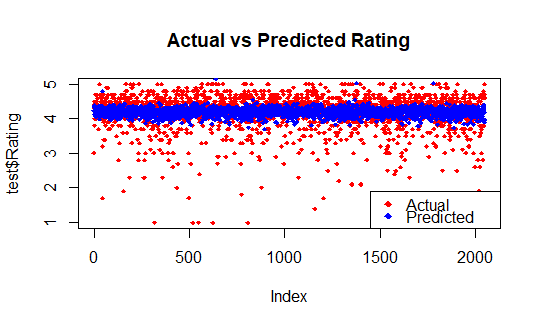 Actual vs Predicted Rating
test$Rating
5
4
3
2
1
Actual
Predicted
0 500 1000 1500 2000
Index